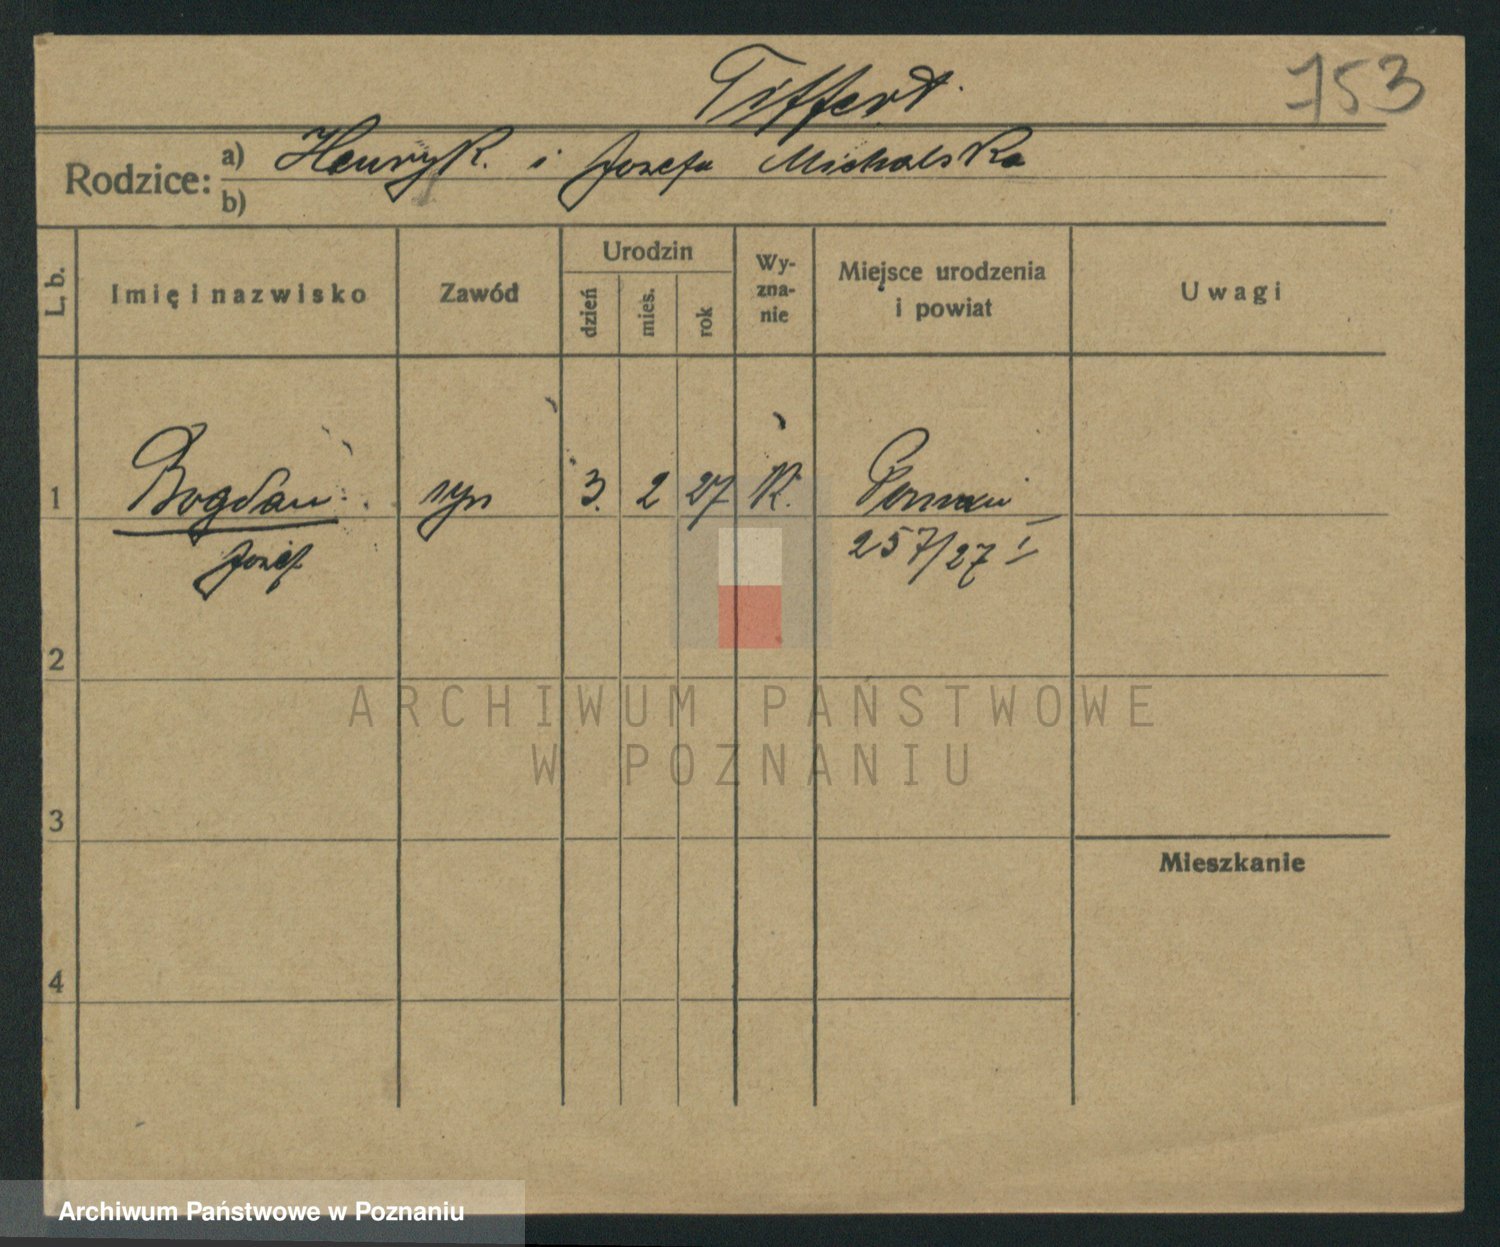 Tiffert
753
Rodzice:
a) Henryk. i Józefa Michalska
b)
L. b.
Imię i nazwisko
Zawód
Urodzin
dzień
mies.
rok
Wy-
zna-
nie
Miejsce urodzenia
i powiat
Uwagi
1 Bogdan syn 3. 2 27 K. Poznań
Józef 257/27 I
2
3
4
Mieszkanie
ARCHIWUM PAŃSTWOWE
W POZNANIU
Archiwum Państwowe w Poznaniu